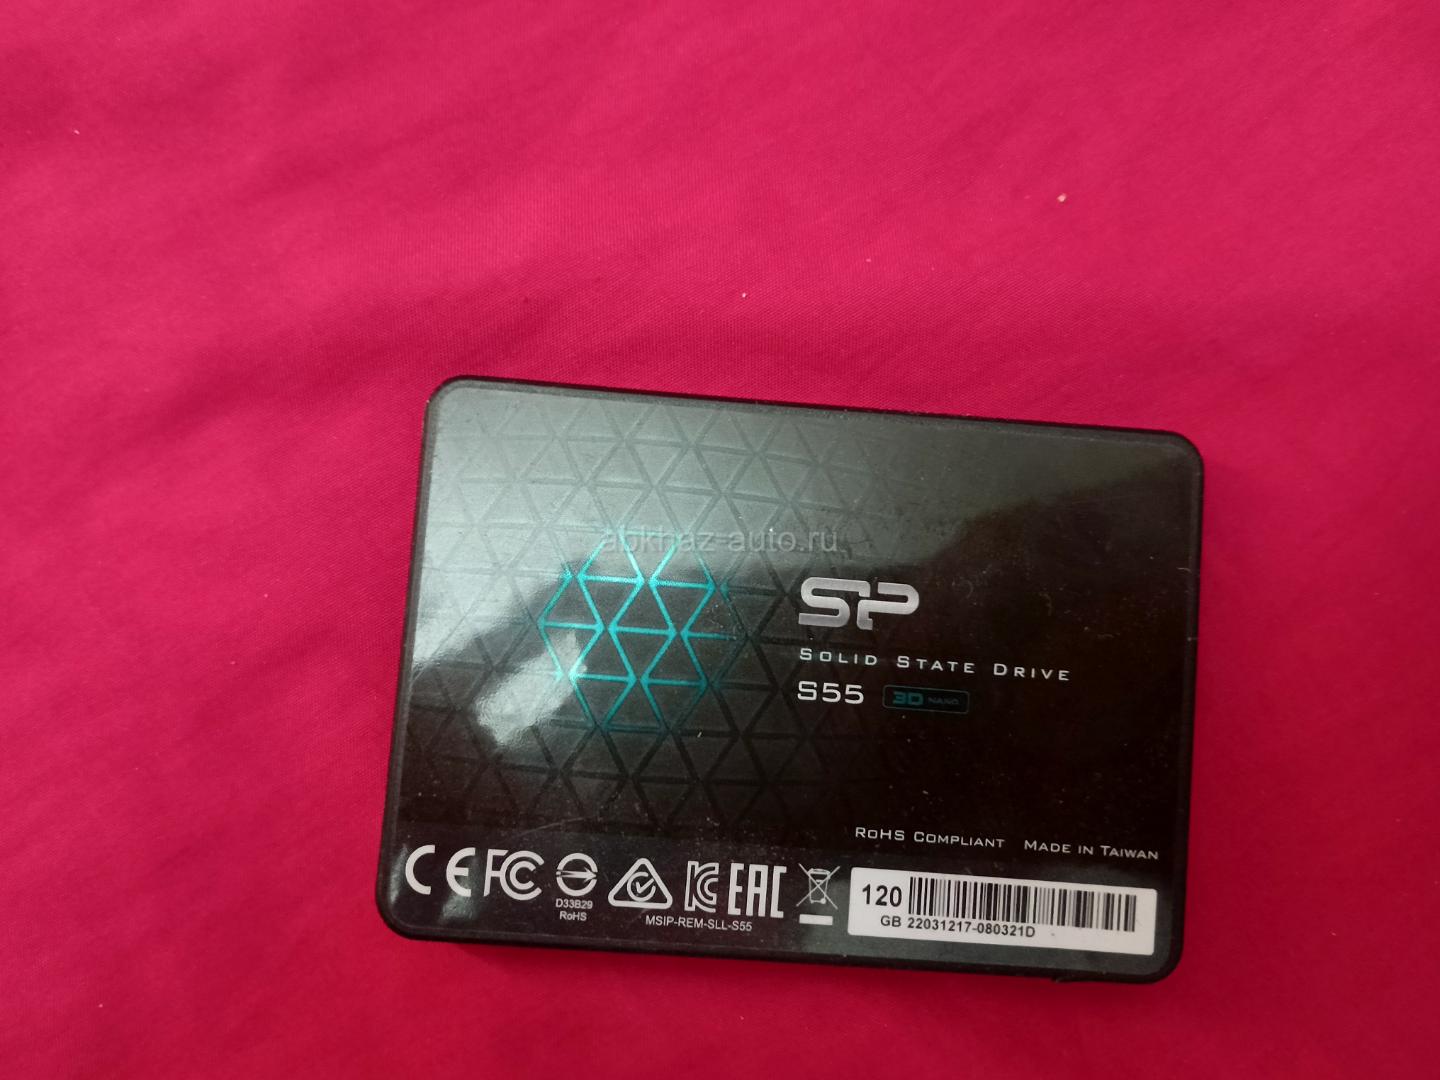 abkhaz-auto.ru
SP
SOLID STATE DRIVE
S55 3D NAND
ROHS COMPLIANT MADE IN TAIWAN
CE FC
D33B29
RoHS
MSIP-REM-SLL-S55
EAC
120
GB 22031217-080321D